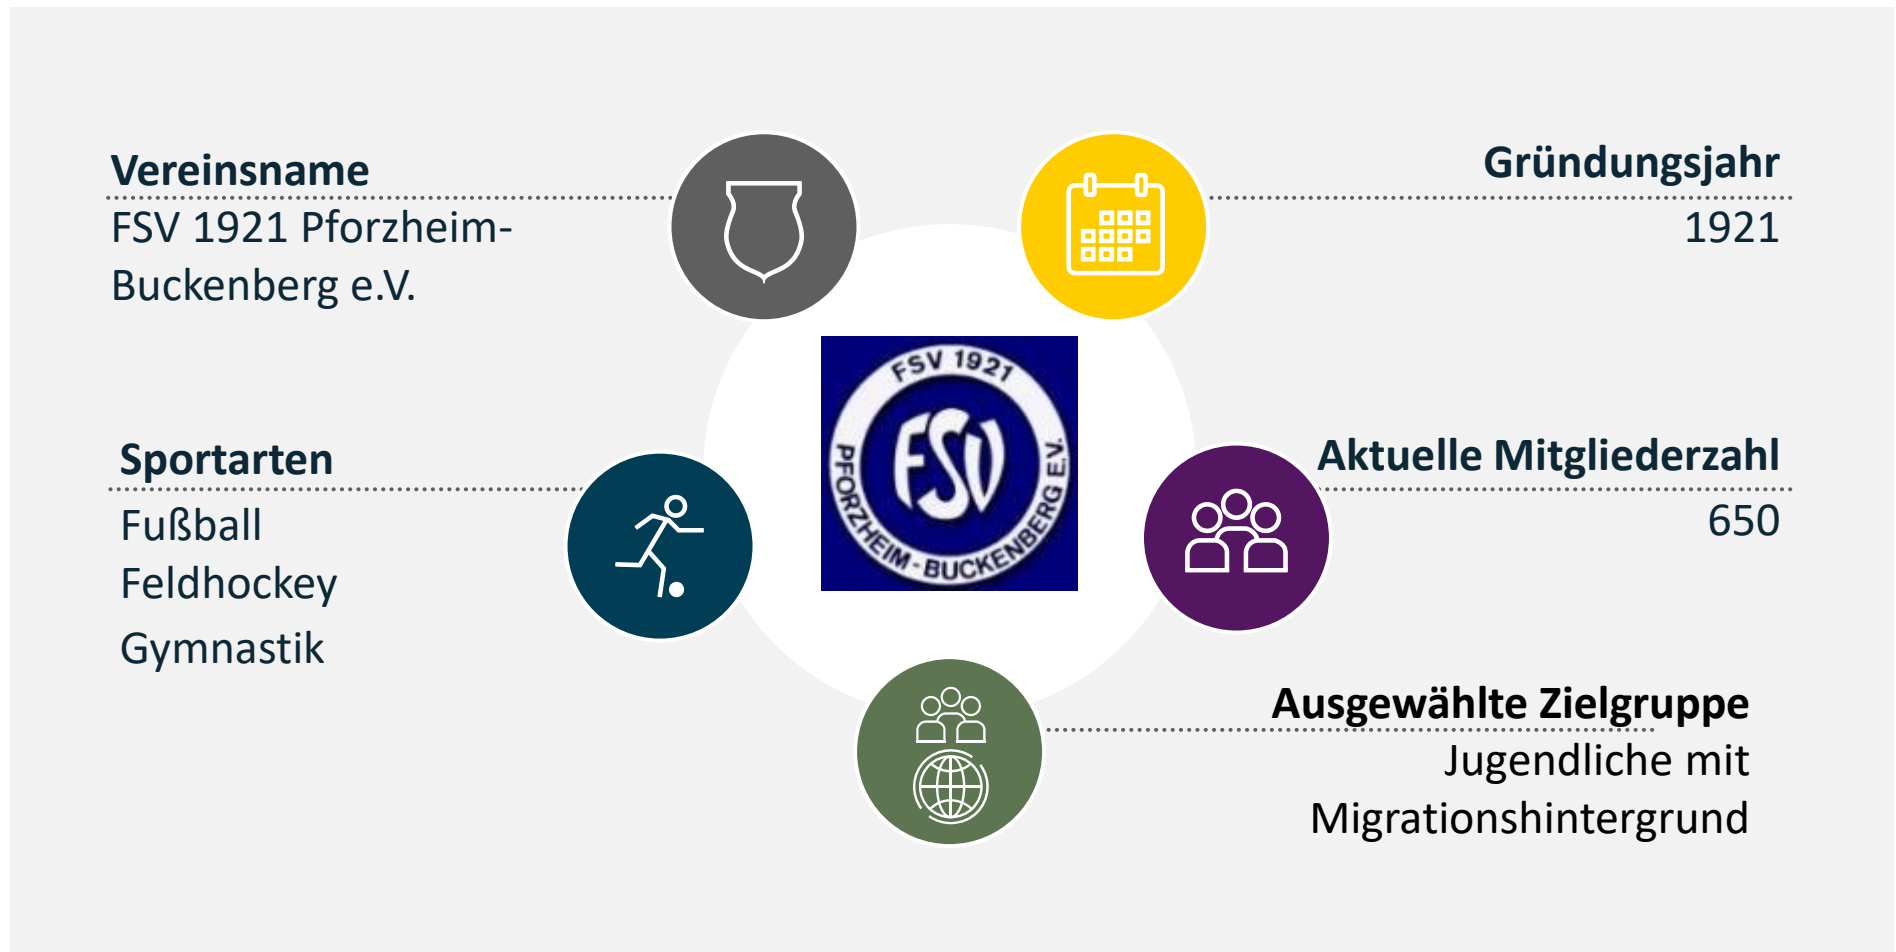 Vereinsname
FSV 1921 Pforzheim-
Buckenberg e.V.
Gründungsjahr
1921
FSV 1921
FSV
PFORZHEIM-BUCKENBERG E.V.
Sportarten
Fußball
Feldhockey
Gymnastik
Aktuelle Mitgliederzahl
650
Ausgewählte Zielgruppe
Jugendliche mit
Migrationshintergrund